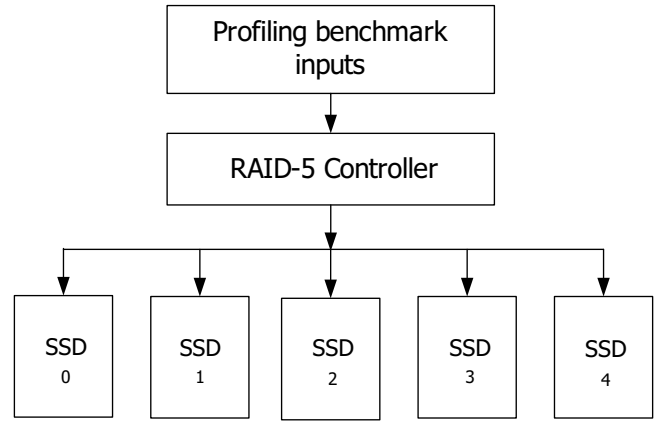 Profiling benchmark
inputs
RAID-5 Controller
SSD SSD SSD SSD SSD
0 1 2 3 4